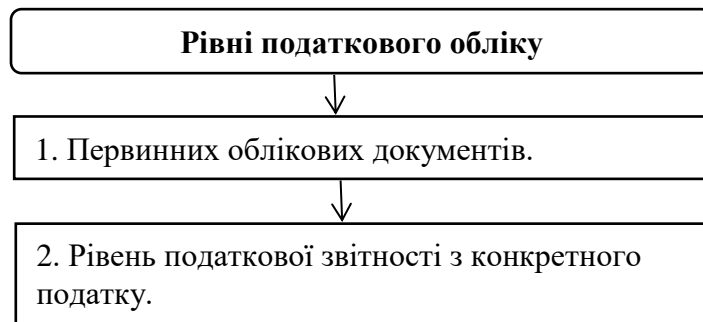 Рівні податкового обліку
1. Первинних облікових документів.
2. Рівень податкової звітності з конкретного
податку.